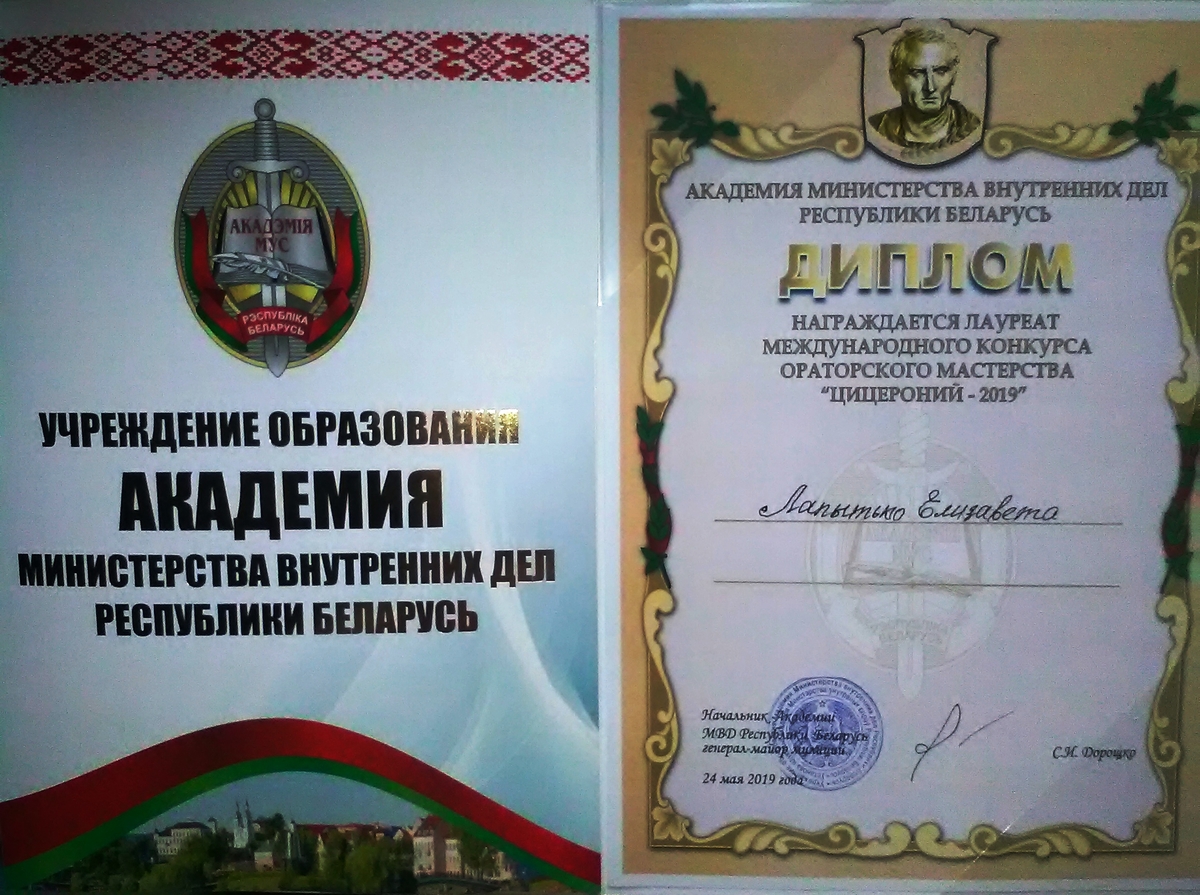 АКАДЭМІЯ
МУС
РЭСПУБЛІКА
БЕЛАРУСЬ
УЧРЕЖДЕНИЕ ОБРАЗОВАНИЯ
АКАДЕМИЯ
МИНИСТЕРСТВА ВНУТРЕННИХ ДЕЛ
РЕСПУБЛИКИ БЕЛАРУСЬ
АКАДЕМИЯ МИНИСТЕРСТВА ВНУТРЕННИХ ДЕЛ
РЕСПУБЛИКИ БЕЛАРУСЬ
ДИПЛОМ
НАГРАЖДАЕТСЯ ЛАУРЕАТ
МЕЖДУНАРОДНОГО КОНКУРСА
ОРАТОРСКОГО МАСТЕРСТВА
“ЦИЦЕРОНИЙ - 2019”
Лапытько Елизавета
Начальник Академии
МВД Республики Беларусь
генерал-майор милиции
С.И. Дорошко
24 мая 2019 года